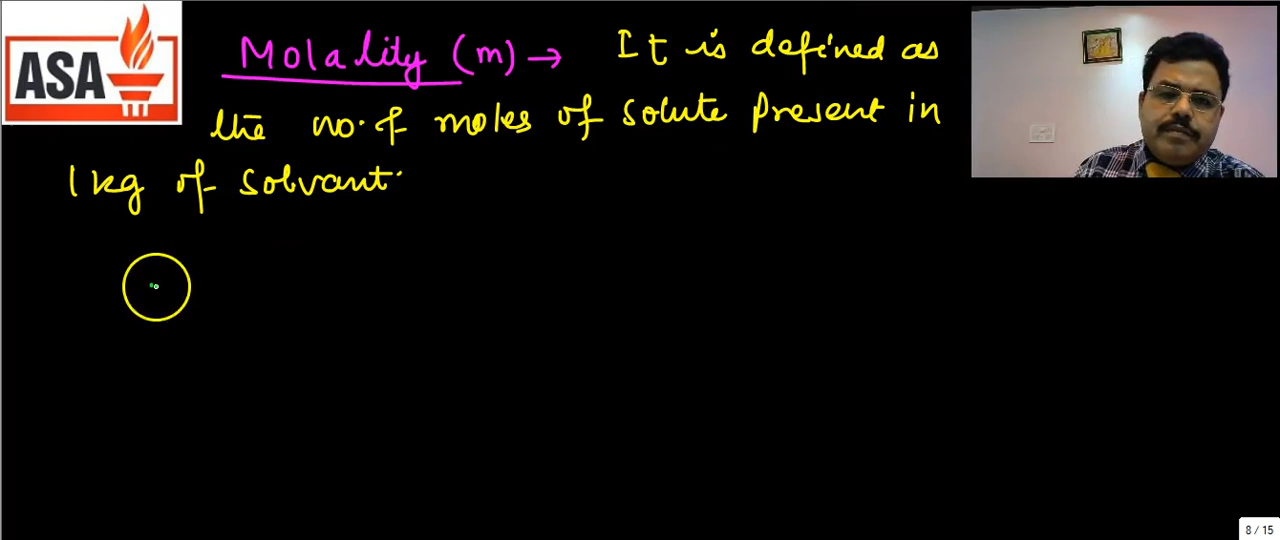 ASA
Molality (m) → It is defined as
the no. of moles of solute present in
1 kg of solvant.
8 / 15